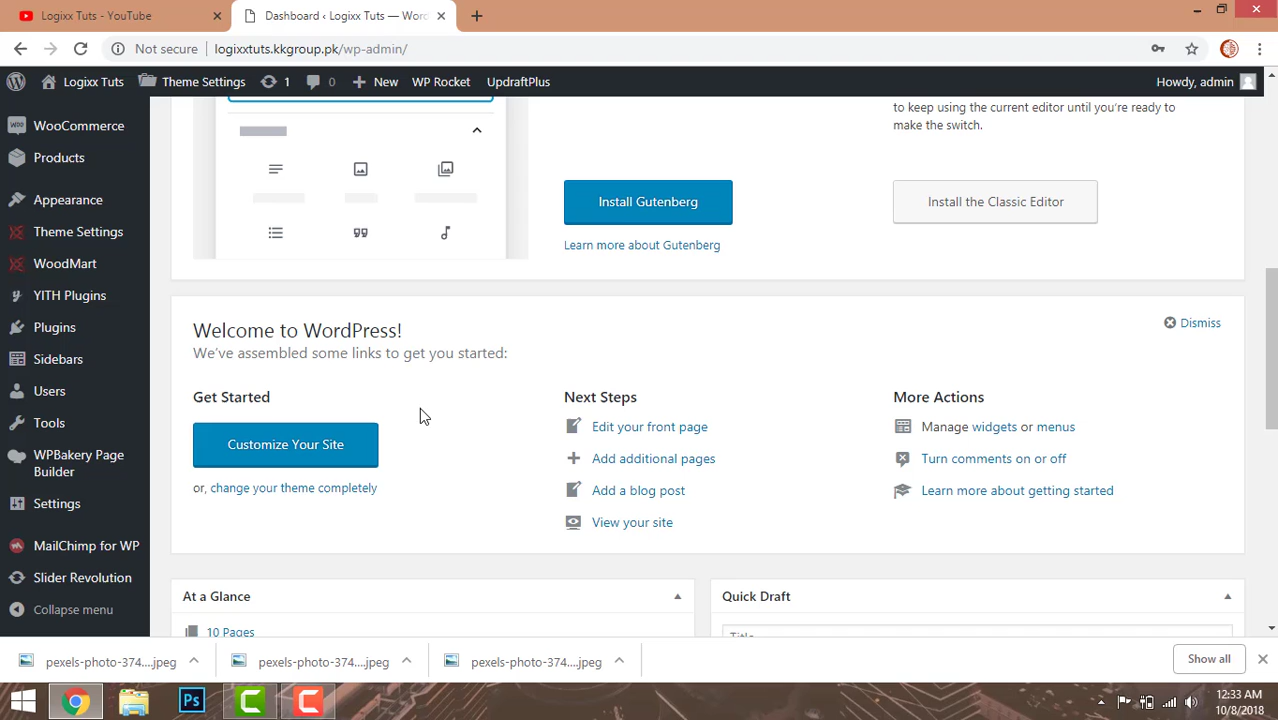 Logixx Tuts - YouTube
Dashboard ‹ Logixx Tuts — Word
Not secure
logixxtuts.kkgroup.pk/wp-admin/
Logixx Tuts
Theme Settings
1
0
New
WP Rocket
UpdraftPlus
Howdy, admin
WooCommerce
Products
Appearance
Theme Settings
WoodMart
YITH Plugins
Plugins
Sidebars
Users
Tools
WPBakery Page
Builder
Settings
MailChimp for WP
Slider Revolution
Collapse menu
to keep using the current editor until you're ready to
make the switch.
Install Gutenberg
Install the Classic Editor
Learn more about Gutenberg
Welcome to WordPress!
Dismiss
We've assembled some links to get you started:
Get Started
Customize Your Site
or, change your theme completely
Next Steps
Edit your front page
Add additional pages
Add a blog post
View your site
More Actions
Manage widgets or menus
Turn comments on or off
Learn more about getting started
At a Glance
10 Pages
Quick Draft
Title
pexels-photo-374....jpeg
pexels-photo-374....jpeg
pexels-photo-374....jpeg
Show all
Ps
12:33 AM
10/8/2018